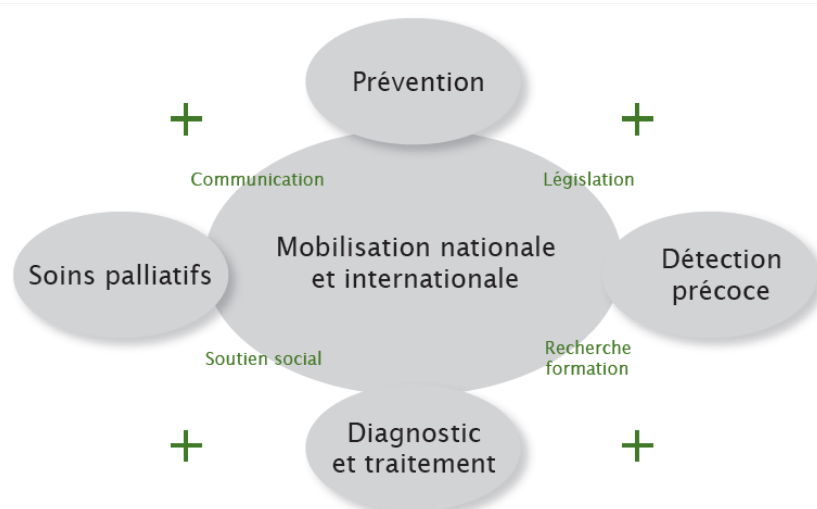 Prévention
+
+
Communication
Législation
Mobilisation nationale
et internationale
Soins palliatifs
Détection
précoce
Soutien social
Recherche
formation
Diagnostic
et traitement
+
+